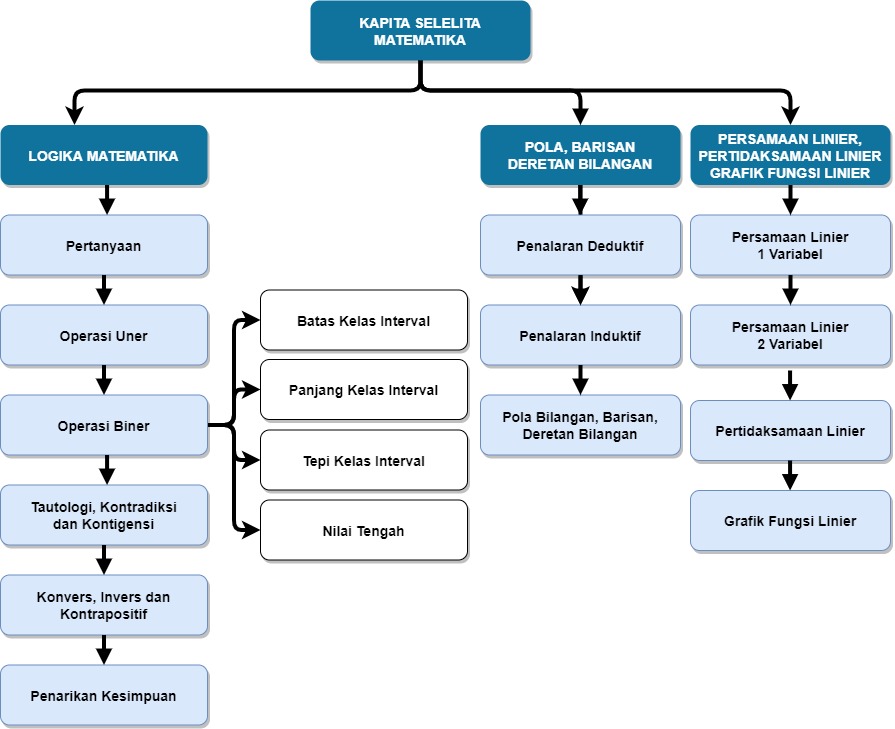 KAPITA SELELITA
MATEMATIKA
LOGIKA MATEMATIKA
Pertanyaan
Operasi Uner
Operasi Biner
Tautologi, Kontradiksi
dan Kontigensi
Konvers, Invers dan
Kontrapositif
Penarikan Kesimpuan
Batas Kelas Interval
Panjang Kelas Interval
Tepi Kelas Interval
Nilai Tengah
POLA, BARISAN
DERETAN BILANGAN
Penalaran Deduktif
Penalaran Induktif
Pola Bilangan, Barisan,
Deretan Bilangan
PERSAMAAN LINIER,
PERTIDAKSAMAAN LINIER
GRAFIK FUNGSI LINIER
Persamaan Linier
1 Variabel
Persamaan Linier
2 Variabel
Pertidaksamaan Linier
Grafik Fungsi Linier